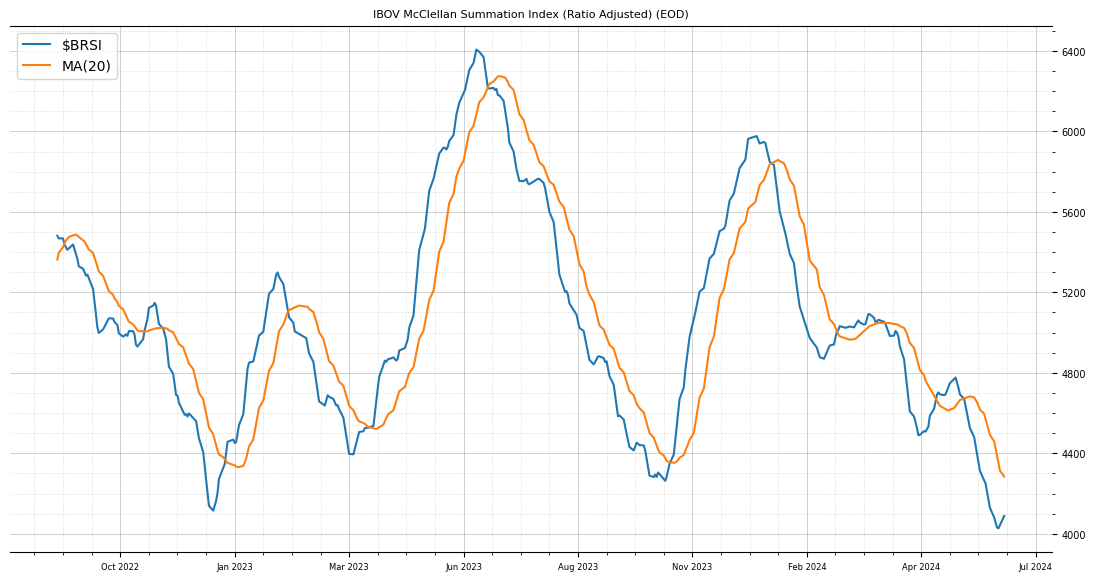 IBOV McClellan Summation Index (Ratio Adjusted) (EOD)
$BRSI
MA(20)
6400
6000
5600
5200
4800
4400
4000
Oct 2022 Jan 2023 Mar 2023 Jun 2023 Aug 2023 Nov 2023 Feb 2024 Apr 2024 Jul 2024